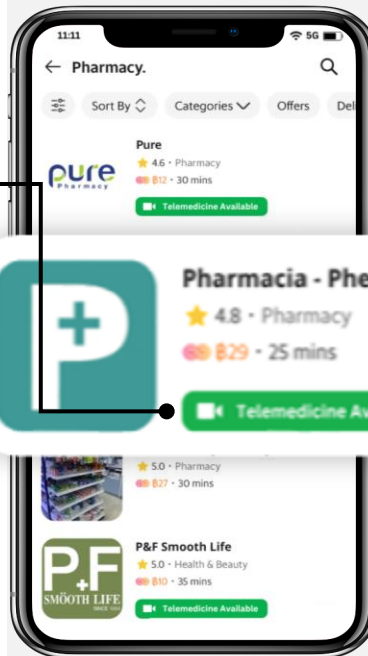 11:11
5G
Pharmacy.
Sort By
Categories
Offers
Del
pure
Pharmacy
Pure
4.6 • Pharmacy
฿12 • 30 mins
Telemedicine Available
P
Pharmacia - Phe
4.8 • Pharmacy
฿29 • 25 mins
Telemedicine Av
5.0 • Pharmacy
฿27 • 30 mins
P&F Smooth Life
5.0 • Health & Beauty
฿10 • 35 mins
Telemedicine Available
P+F
SMÖOTH LIFE